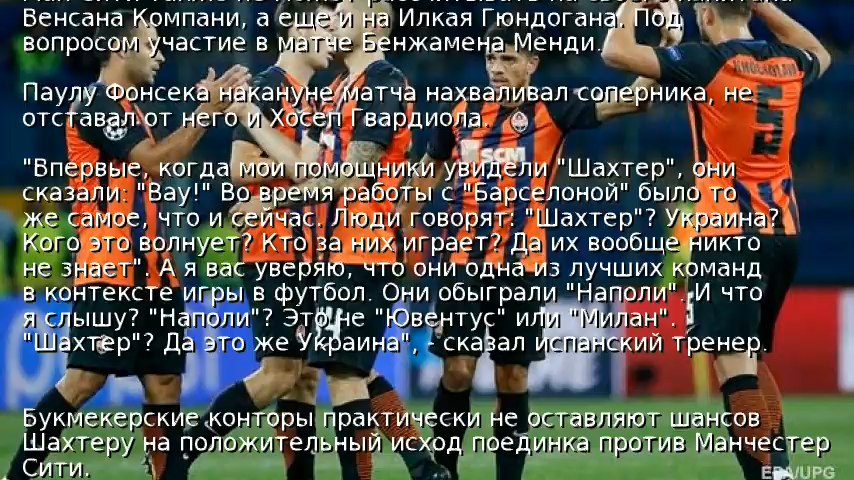 Венсана Компани, а еще и на Илкая Гюндогана. Под
вопросом участие в матче Бенжамена Менди.
Паулу Фонсека накануне матча нахваливал соперника, не
отставал от него и Хосеп Гвардиола.
"Впервые, когда мои помощники увидели "Шахтер", они
сказали: "Вау!" Во время работы с "Барселоной" было то
же самое, что и сейчас. Люди говорят: "Шахтер"? Украина?
Кого это волнует? Кто за них играет? Да их вообще никто
не знает". А я вас уверяю, что они одна из лучших команд
в контексте игры в футбол. Они обыграли "Наполи". И что
я слышу? "Наполи"? Это не "Ювентус" или "Милан".
"Шахтер"? Да это же Украина", - сказал испанский тренер.
Букмекерские конторы практически не оставляют шансов
Шахтеру на положительный исход поединка против Манчестер
Сити.
5
SCM
EPA/UPG